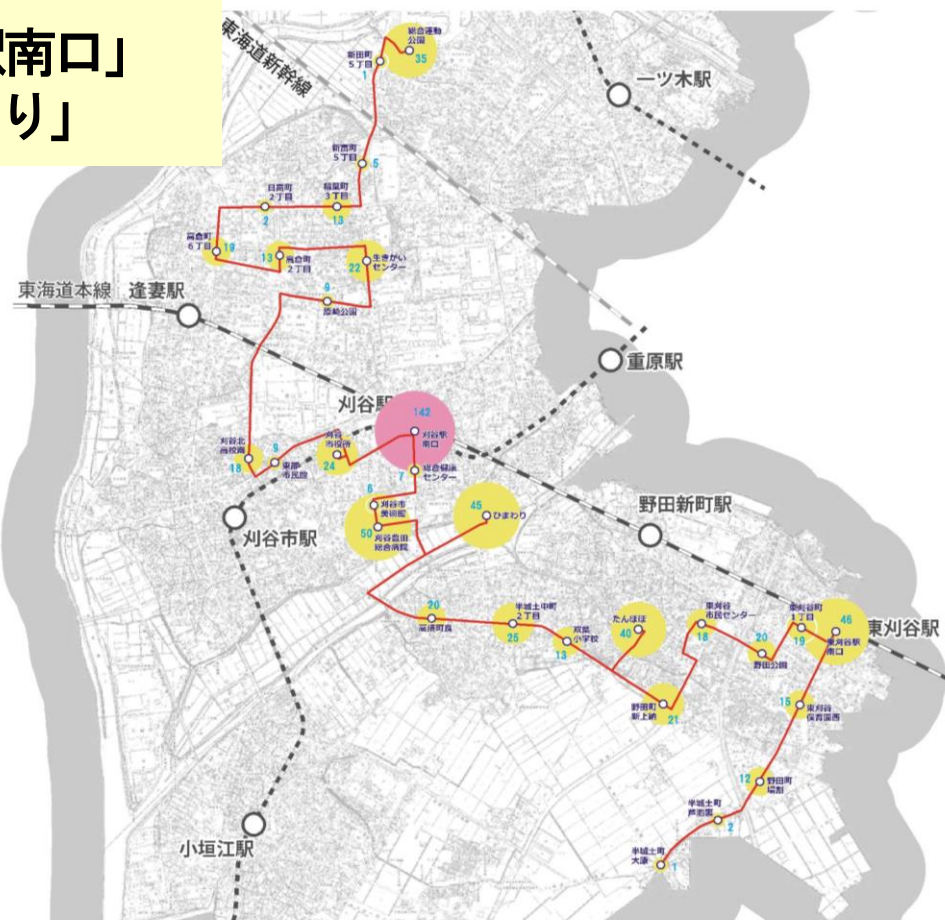 駅南口」
り」
総合運動
公園
35
新田町
5丁目
1
東海道新幹線
一ツ木駅
新富町
5丁目
5
日高町
2丁目
2
稲葉町
3丁目
13
高倉町
6丁目
19
高倉町
2丁目
13
生きがい
センター
22
9
原崎公園
東海道本線
逢妻駅
重原駅
刈谷駅
142
刈谷駅
南口
刈谷北
高校南
18
9
東部
市民館
刈谷
市役所
24
7
総合健康
センター
6
刈谷市
美術館
50
刈谷豊田
総合病院
45
ひまわり
刈谷市駅
野田新町駅
20
高須町良
半城土中町
2丁目
25
双葉
小学校
13
たんぽぽ
40
東刈谷
市民センター
18
20
野田公園
東刈谷町
1丁目
19
46
東刈谷駅
南口
東刈谷駅
野田町
新上納
21
15
東刈谷
保育園西
12
野田町
場割
半城土町
芦池園
2
半城土町
大湫
1
小垣江駅